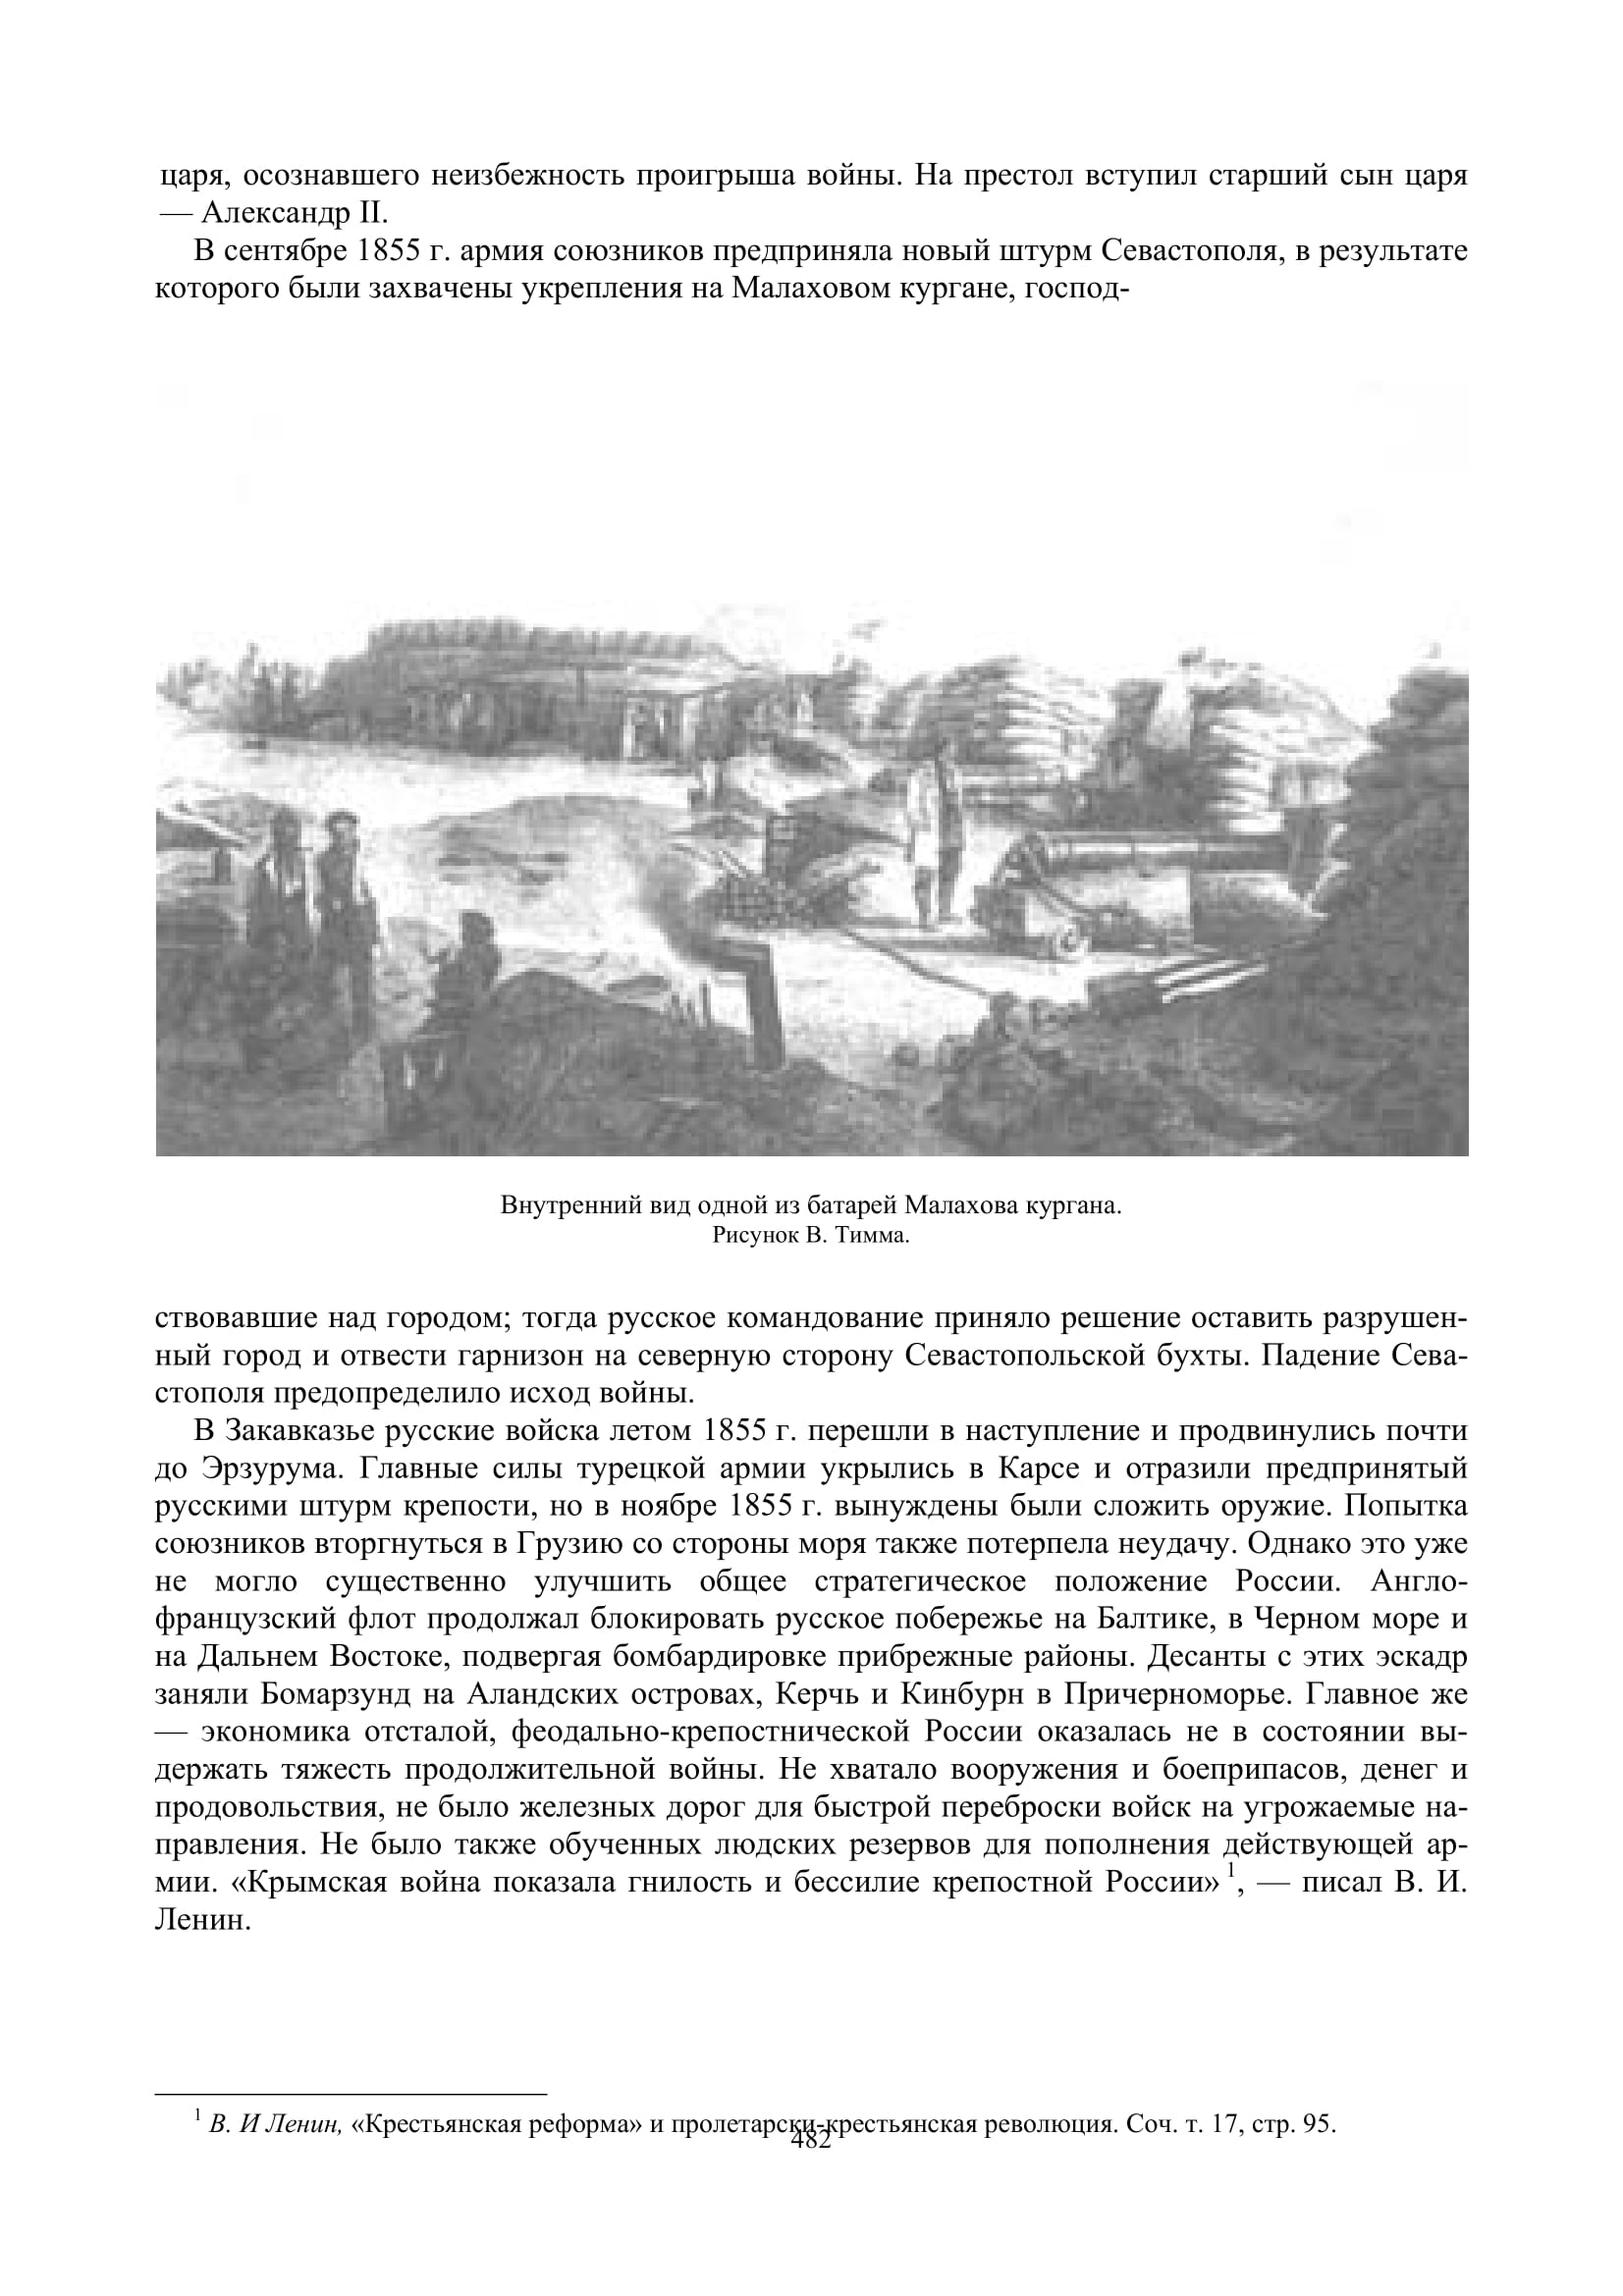 царя, осознавшего неизбежность проигрыша войны. На престол вступил старший сын царя
— Александр II.
В сентябре 1855 г. армия союзников предприняла новый штурм Севастополя, в результате
которого были захвачены укрепления на Малаховом кургане, господ-
Внутренний вид одной из батарей Малахова кургана.
Рисунок В. Тимма.
ствовавшие над городом; тогда русское командование приняло решение оставить разрушен-
ный город и отвести гарнизон на северную сторону Севастопольской бухты. Падение Сева-
стополя предопределило исход войны.
В Закавказье русские войска летом 1855 г. перешли в наступление и продвинулись почти
до Эрзурума. Главные силы турецкой армии укрылись в Карсе и отразили предпринятый
русскими штурм крепости, но в ноябре 1855 г. вынуждены были сложить оружие. Попытка
союзников вторгнуться в Грузию со стороны моря также потерпела неудачу. Однако это уже
не могло существенно улучшить общее стратегическое положение России. Англо-
французский флот продолжал блокировать русское побережье на Балтике, в Черном море и
на Дальнем Востоке, подвергая бомбардировке прибрежные районы. Десанты с этих эскадр
заняли Бомарзунд на Аландских островах, Керчь и Кинбурн в Причерноморье. Главное же
— экономика отсталой, феодально-крепостнической России оказалась не в состоянии вы-
держать тяжесть продолжительной войны. Не хватало вооружения и боеприпасов, денег и
продовольствия, не было железных дорог для быстрой переброски войск на угрожаемые на-
правления. Не было также обученных людских резервов для пополнения действующей ар-
мии. «Крымская война показала гнилость и бессилие крепостной России» 1, — писал В. И.
Ленин.
1 В. И Ленин, «Крестьянская реформа» и пролетарски-крестьянская революция. Соч. т. 17, стр. 95.
482